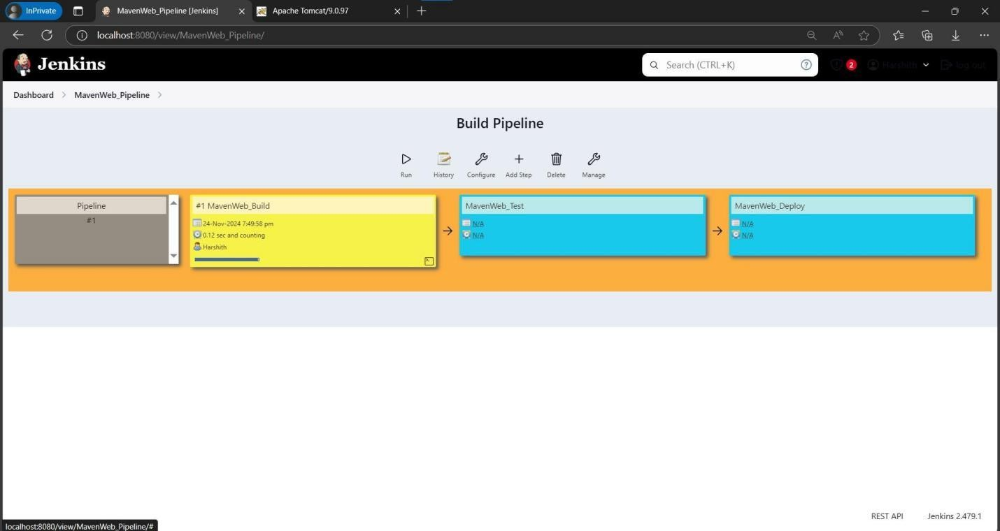 InPrivate
MavenWeb_Pipeline [Jenkins]
Apache Tomcat/9.0.97
localhost:8080/view/MavenWeb_Pipeline/
Jenkins
Search (CTRL+K)
2
Harshith
log out
Dashboard
MavenWeb_Pipeline
Build Pipeline
Run
History
Configure
Add Step
Delete
Manage
Pipeline
#1
#1 MavenWeb_Build
24-Nov-2024 7:49:58 pm
0.12 sec and counting
Harshith
MavenWeb_Test
N/A
N/A
MavenWeb_Deploy
N/A
N/A
REST API
Jenkins 2.479.1
localhost:8080/view/MavenWeb_Pipeline/#